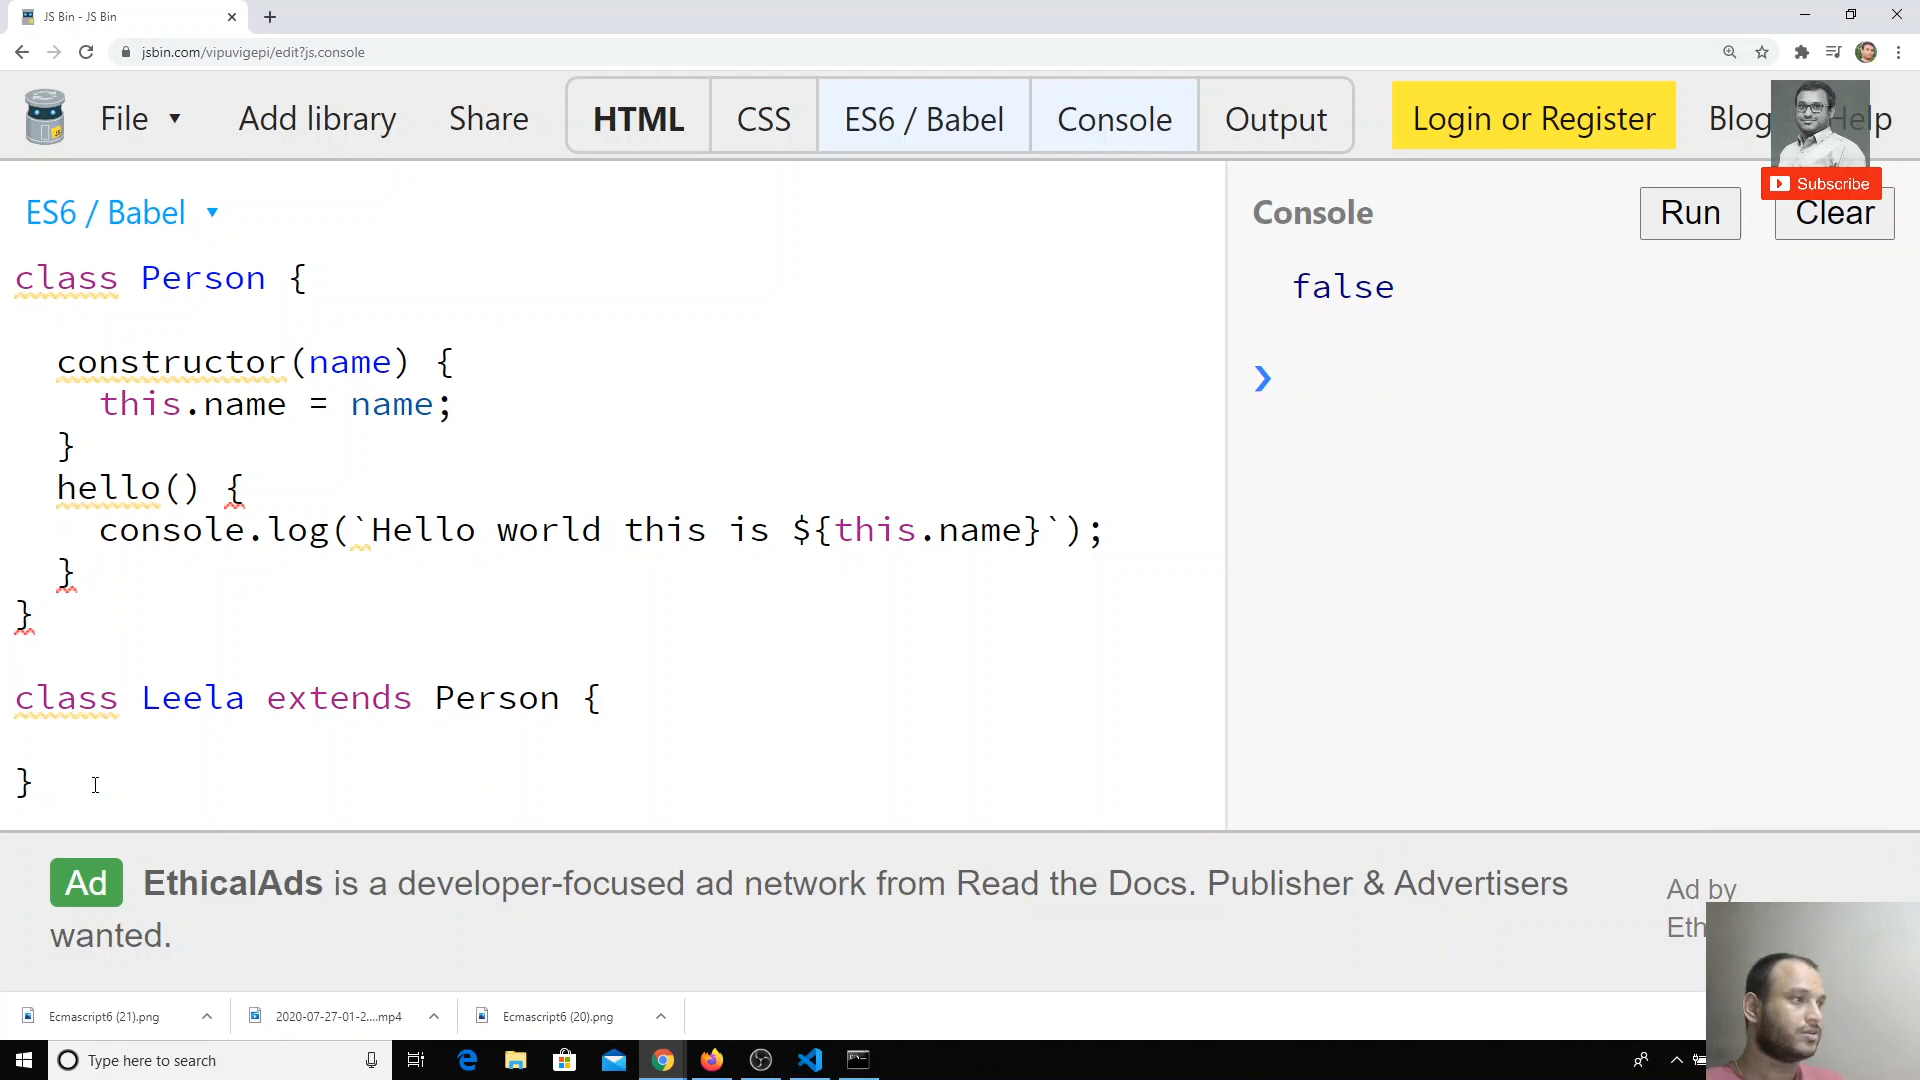 JS Bin - JS Bin
jsbin.com/vipuvigepi/edit?js,console
File Add library Share HTML CSS ES6 / Babel Console Output Login or Register Blog Help
Subscribe
ES6 / Babel
Console Run Clear
class Person {
false
constructor(name) {
this.name = name;
}
hello() {
console.log(`Hello world this is ${this.name}`);
}
}
class Leela extends Person {
}
Ad EthicalAds is a developer-focused ad network from Read the Docs. Publisher & Advertisers
wanted.
Ad by
Ecmascript6 (21).png
2020-07-27-01-2....mp4
Ecmascript6 (20).png
Type here to search